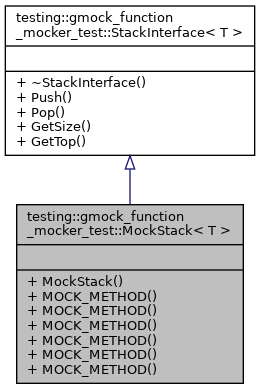 testing::gmock_function
_mocker_test::StackInterface< T >
+ ~StackInterface()
+ Push()
+ Pop()
+ GetSize()
+ GetTop()
testing::gmock_function
_mocker_test::MockStack< T >
+ MockStack()
+ MOCK_METHOD()
+ MOCK_METHOD()
+ MOCK_METHOD()
+ MOCK_METHOD()
+ MOCK_METHOD()
+ MOCK_METHOD()